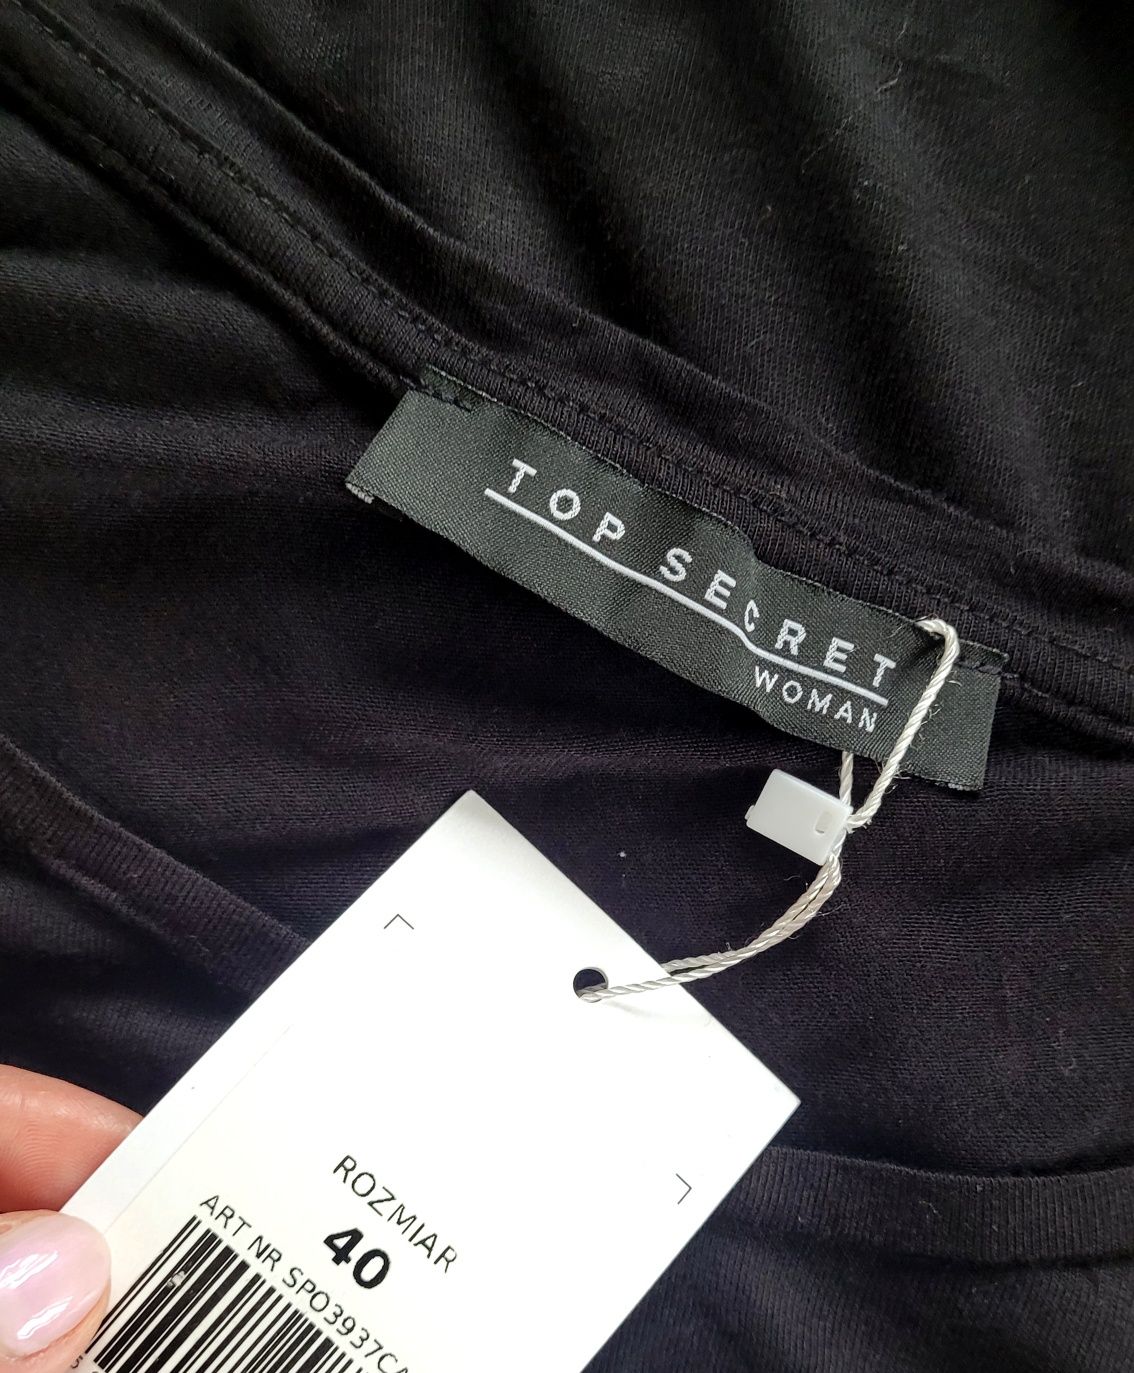 TOP SECRET
WOMAN
ROZMIAR
40
ART NR SPO3937CA